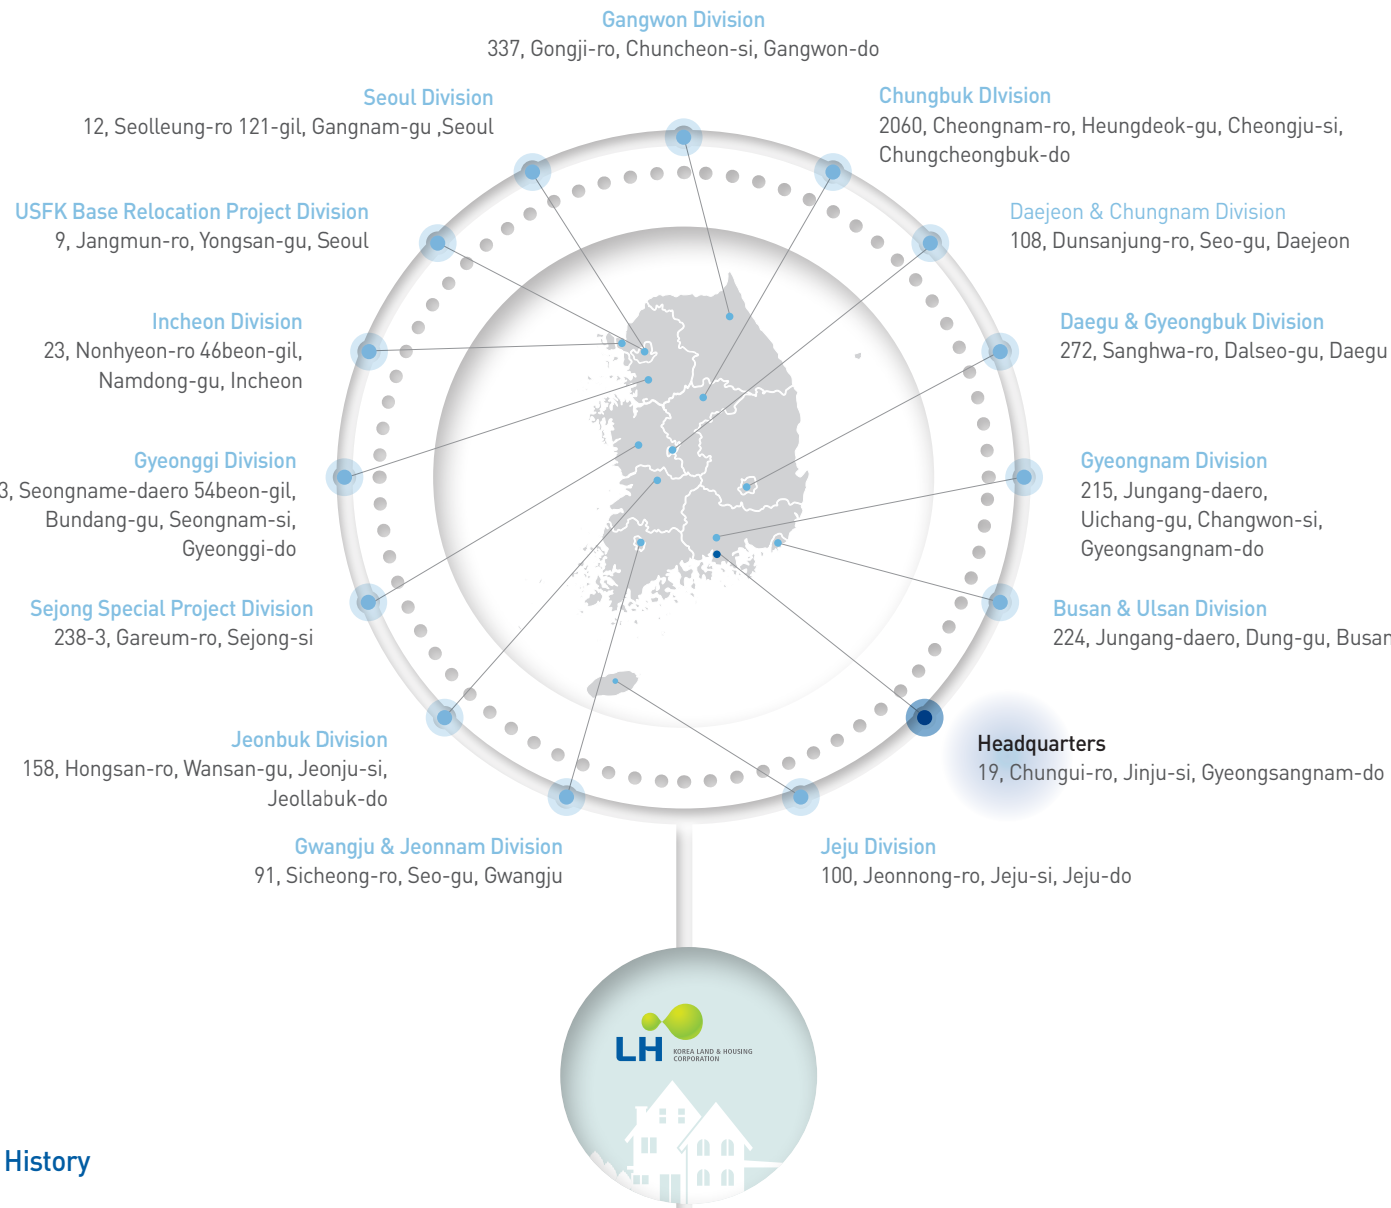 Gangwon Division
337, Gongji-ro, Chuncheon-si, Gangwon-do
Seoul Division
12, Seolleung-ro 121-gil, Gangnam-gu ,Seoul
Chungbuk DIvision
2060, Cheongnam-ro, Heungdeok-gu, Cheongju-si,
Chungcheongbuk-do
USFK Base Relocation Project Division
9, Jangmun-ro, Yongsan-gu, Seoul
Daejeon & Chungnam Division
108, Dunsanjung-ro, Seo-gu, Daejeon
Incheon Division
23, Nonhyeon-ro 46beon-gil,
Namdong-gu, Incheon
Daegu & Gyeongbuk Division
272, Sanghwa-ro, Dalseo-gu, Daegu
Gyeonggi Division
3, Seongname-daero 54beon-gil,
Bundang-gu, Seongnam-si,
Gyeonggi-do
Gyeongnam Division
215, Jungang-daero,
Uichang-gu, Changwon-si,
Gyeongsangnam-do
Sejong Special Project Division
238-3, Gareum-ro, Sejong-si
Busan & Ulsan Division
224, Jungang-daero, Dung-gu, Busan
Jeonbuk Division
158, Hongsan-ro, Wansan-gu, Jeonju-si,
Jeollabuk-do
Headquarters
19, Chungui-ro, Jinju-si, Gyeongsangnam-do
Gwangju & Jeonnam Division
91, Sicheong-ro, Seo-gu, Gwangju
Jeju Division
100, Jeonnong-ro, Jeju-si, Jeju-do
LH
KOREA LAND & HOUSING
CORPORATION
History